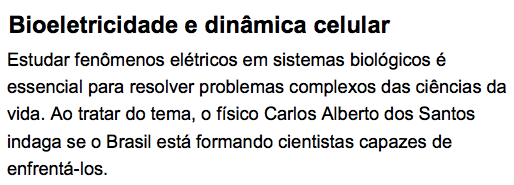 Bioeletricidade e dinâmica celular
Estudar fenômenos elétricos em sistemas biológicos é
essencial para resolver problemas complexos das ciências da
vida. Ao tratar do tema, o físico Carlos Alberto dos Santos
indaga se o Brasil está formando cientistas capazes de
enfrentá-los.